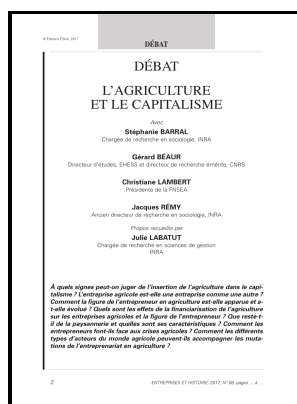 © Éditions ESKA, 2017
DÉBAT
DÉBAT
L'AGRICULTURE
ET LE CAPITALISME
Avec
Stéphanie BARRAL
Chargée de recherche en sociologie, INRA
Gérard BÉAUR
Directeur d'études, EHESS et directeur de recherche émérite, CNRS
Christiane LAMBERT
Présidente de la FNSEA
Jacques RÉMY
Ancien directeur de recherche en sociologie, INRA
Propos recueillis par
Julie LABATUT
Chargée de recherche en sciences de gestion
INRA
À quels signes peut-on juger de l'insertion de l'agriculture dans le capi-
talisme ? L'entreprise agricole est-elle une entreprise comme une autre ?
Comment la figure l'entrepreneur en agriculture est-elle apparue et a-
t-elle évolué ? Quels sont les effets de la financiarisation de l'agriculture
sur les entreprises agricoles et la figure de l'entrepreneur ? Que reste-t-
il de la paysannerie et quelles sont ses caractéristiques ? Comment les
entrepreneurs font-ils face aux crises agricoles ? Comment les différents
types d'acteurs du monde agricole peuvent-ils accompagner les muta-
tions de l'entreprenariat en agriculture ?
2
ENTREPRISES ET HISTOIRE, 2017, N° 88, pages .. à ...